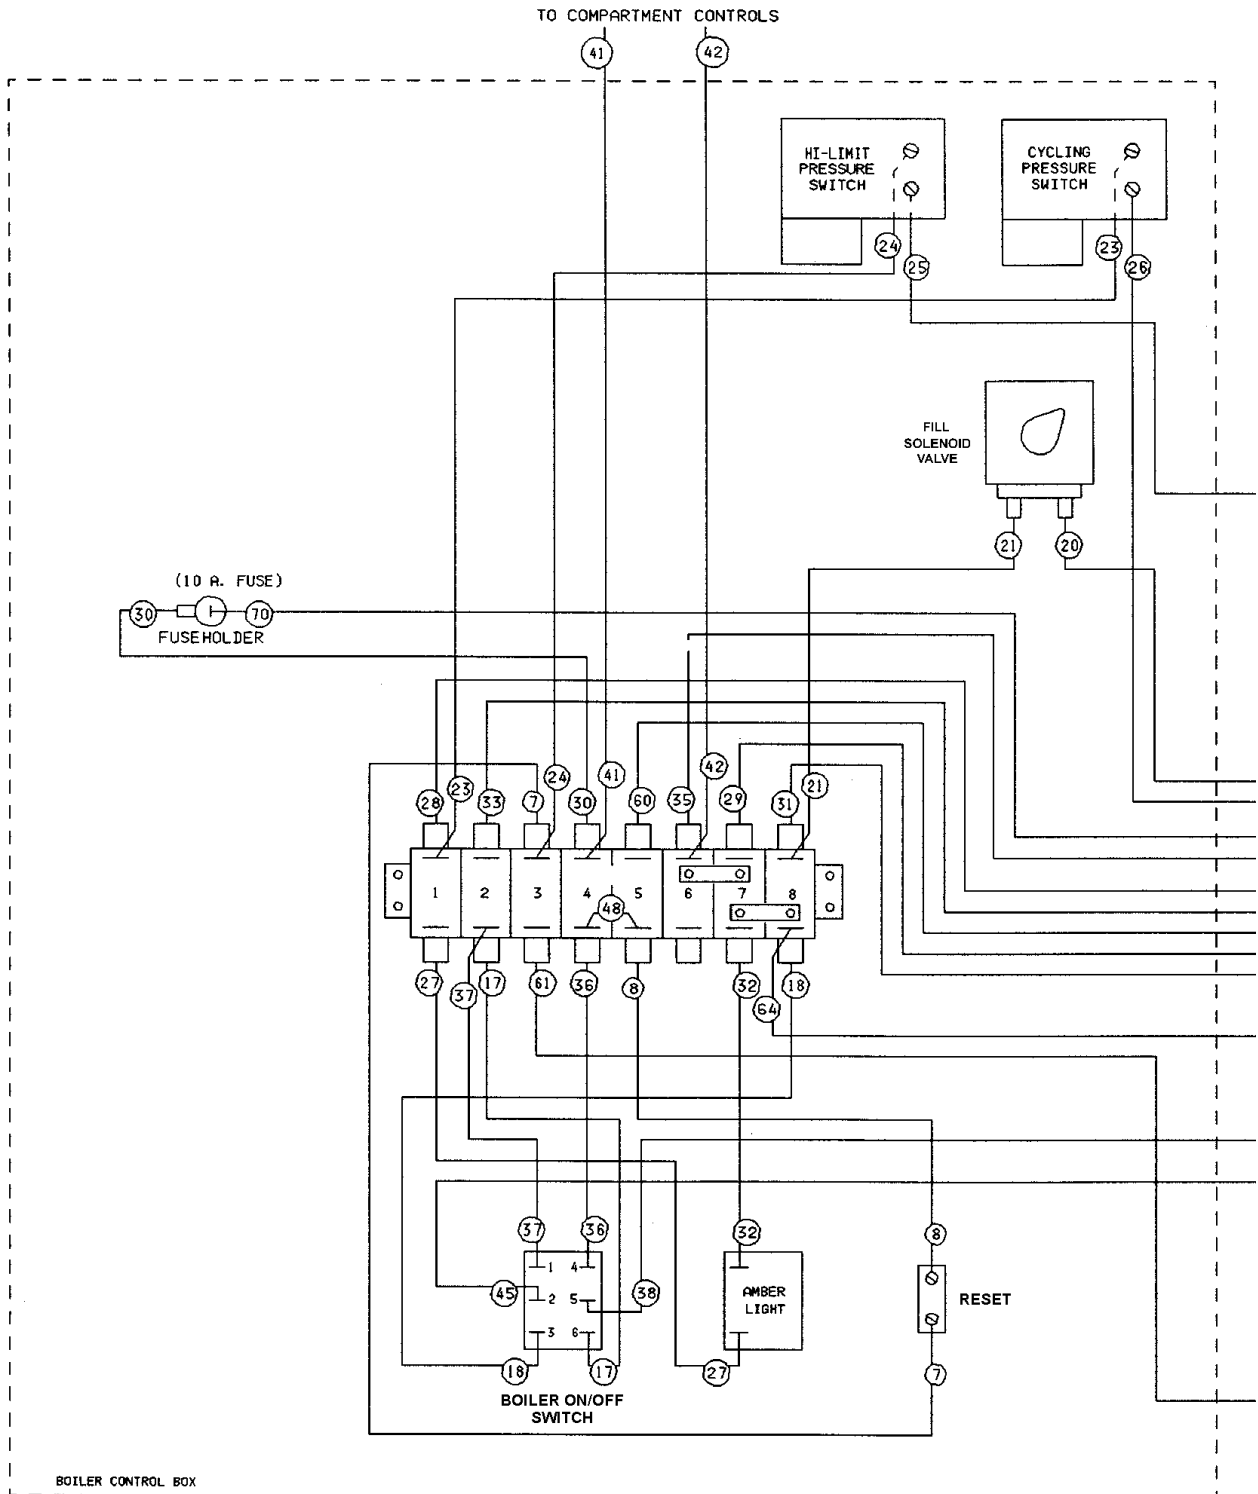 TO COMPARTMENT CONTROLS
41 42
HI-LIMIT
PRESSURE
SWITCH
CYCLING
PRESSURE
SWITCH
24 25 23 26
FILL
SOLENOID
VALVE
21 20
(10 A. FUSE)
30 70
FUSEHOLDER
28 23 33 7 24 30 41 60 35 42 29 31 21
1 2 3 4 5 6 7 8
48
27 37 17 61 36 8 32 64 18
37 36 32 8
1 4
45 2 5 38
3 6
AMBER
LIGHT
RESET
18 17 27 7
BOILER ON/OFF
SWITCH
BOILER CONTROL BOX